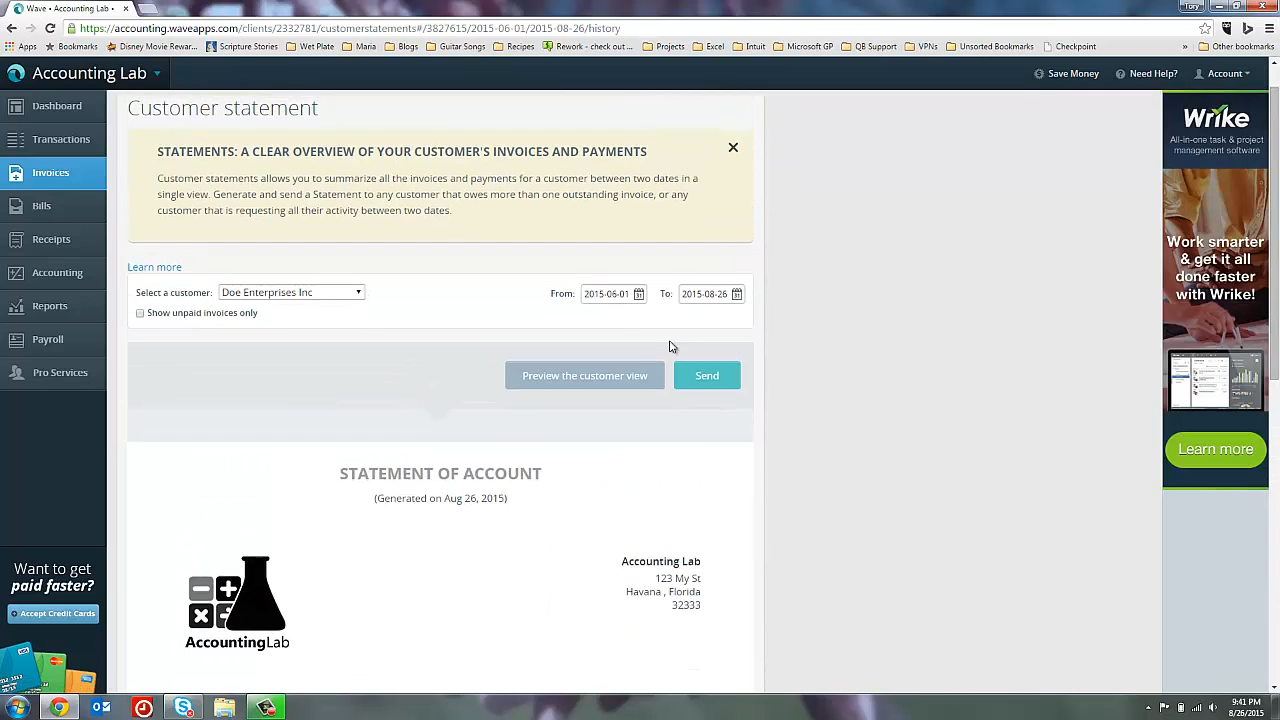 Wave • Accounting Lab •
Tory
https://accounting.waveapps.com/clients/2332781/customerstatements#/3827615/2015-06-01/2015-08-26/history
Apps
Bookmarks
Disney Movie Rewar...
Scripture Stories
Wet Plate
Maria
Blogs
Guitar Songs
Recipes
Rework - check out ...
Projects
Excel
Intuit
Microsoft GP
QB Support
VPNs
Unsorted Bookmarks
Checkpoint
»
Other bookmarks
Accounting Lab
Save Money
Need Help?
Account
Dashboard
Transactions
Invoices
Bills
Receipts
Accounting
Reports
Payroll
Pro Services
Want to get
paid faster?
+ Accept Credit Cards
Customer statement
STATEMENTS: A CLEAR OVERVIEW OF YOUR CUSTOMER'S INVOICES AND PAYMENTS
Customer statements allows you to summarize all the invoices and payments for a customer between two dates in a
single view. Generate and send a Statement to any customer that owes more than one outstanding invoice, or any
customer that is requesting all their activity between two dates.
Learn more
Select a customer: Doe Enterprises Inc
From: 2015-06-01 To: 2015-08-26
Show unpaid invoices only
Preview the customer view
Send
STATEMENT OF ACCOUNT
(Generated on Aug 26, 2015)
AccountingLab
Accounting Lab
123 My St
Havana , Florida
32333
Wrike
All-in-one task & project
management software
Work smarter
& get it all
done faster
with Wrike!
Learn more
9:41 PM
8/26/2015